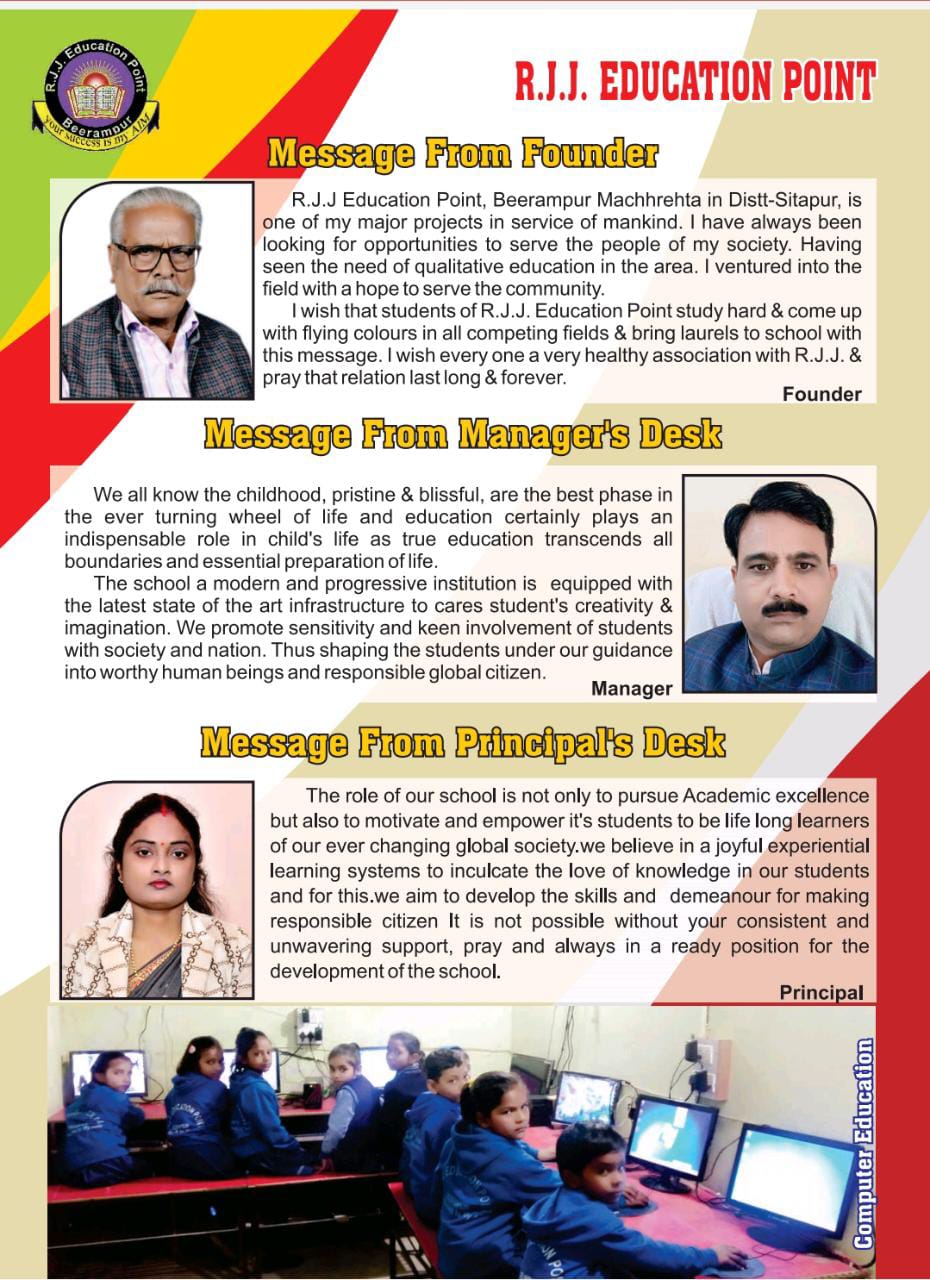 R.J.J. Education Point
Beerampur
your success is my AIM
R.J.J. EDUCATION POINT
Message From Founder
R.J.J Education Point, Beerampur Machhrehta in Distt-Sitapur, is
one of my major projects in service of mankind. I have always been
looking for opportunities to serve the people of my society. Having
seen the need of qualitative education in the area. I ventured into the
field with a hope to serve the community.
I wish that students of R.J.J. Education Point study hard & come up
with flying colours in all competing fields & bring laurels to school with
this message. I wish every one a very healthy association with R.J.J. &
pray that relation last long & forever.
Founder
Message From Manager's Desk
We all know the childhood, pristine & blissful, are the best phase in
the ever turning wheel of life and education certainly plays an
indispensable role in child's life as true education transcends all
boundaries and essential preparation of life.
The school a modern and progressive institution is equipped with
the latest state of the art infrastructure to cares student's creativity &
imagination. We promote sensitivity and keen involvement of students
with society and nation. Thus shaping the students under our guidance
into worthy human beings and responsible global citizen.
Manager
Message From Principal's Desk
The role of our school is not only to pursue Academic excellence
but also to motivate and empower it's students to be life long learners
of our ever changing global society.we believe in a joyful experiential
learning systems to inculcate the love of knowledge in our students
and for this.we aim to develop the skills and demeanour for making
responsible citizen It is not possible without your consistent and
unwavering support, pray and always in a ready position for the
development of the school.
Principal
Computer Education